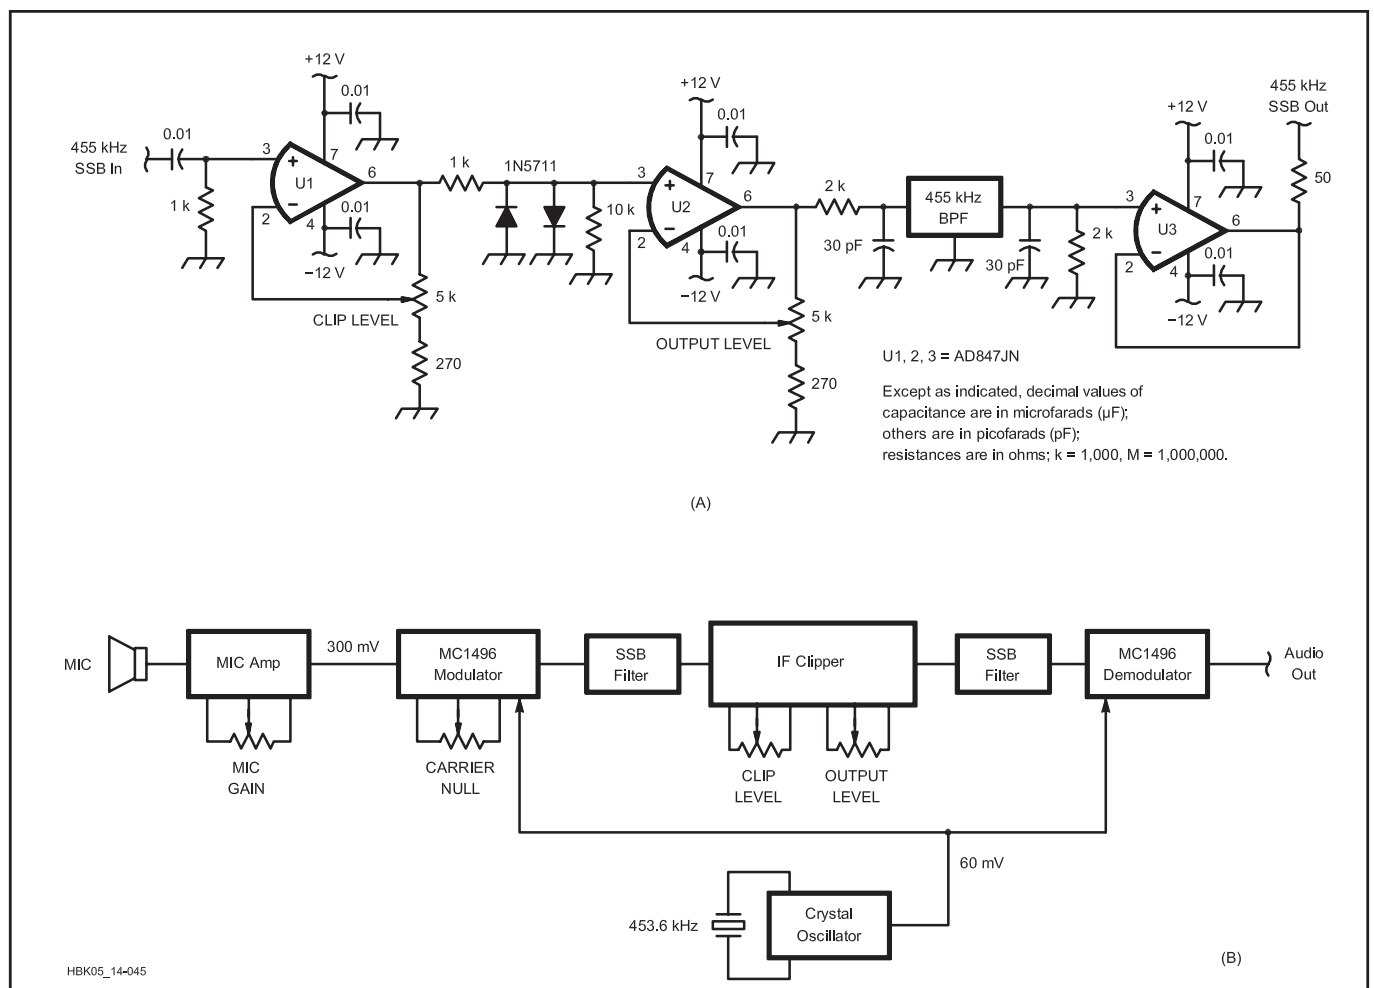 +12 V
0.01
0.01
455 kHz
SSB In
3
7
U1
6
1 k
2
4
0.01
−12 V
5 k
CLIP LEVEL
270
1 k
1N5711
10 k
+12 V
0.01
3
7
U2
6
2
4
0.01
−12 V
5 k
OUTPUT LEVEL
270
2 k
30 pF
455 kHz
BPF
30 pF
2 k
+12 V
0.01
3
7
U3
6
2
4
0.01
−12 V
455 kHz
SSB Out
50
U1, 2, 3 = AD847JN
Except as indicated, decimal values of
capacitance are in microfarads (µF);
others are in picofarads (pF);
resistances are in ohms; k = 1,000, M = 1,000,000.
(A)
MIC
MIC Amp
MIC
GAIN
300 mV
MC1496
Modulator
CARRIER
NULL
SSB
Filter
IF Clipper
CLIP
LEVEL
OUTPUT
LEVEL
SSB
Filter
MC1496
Demodulator
Audio
Out
60 mV
453.6 kHz
Crystal
Oscillator
(B)
HBK05_14-045